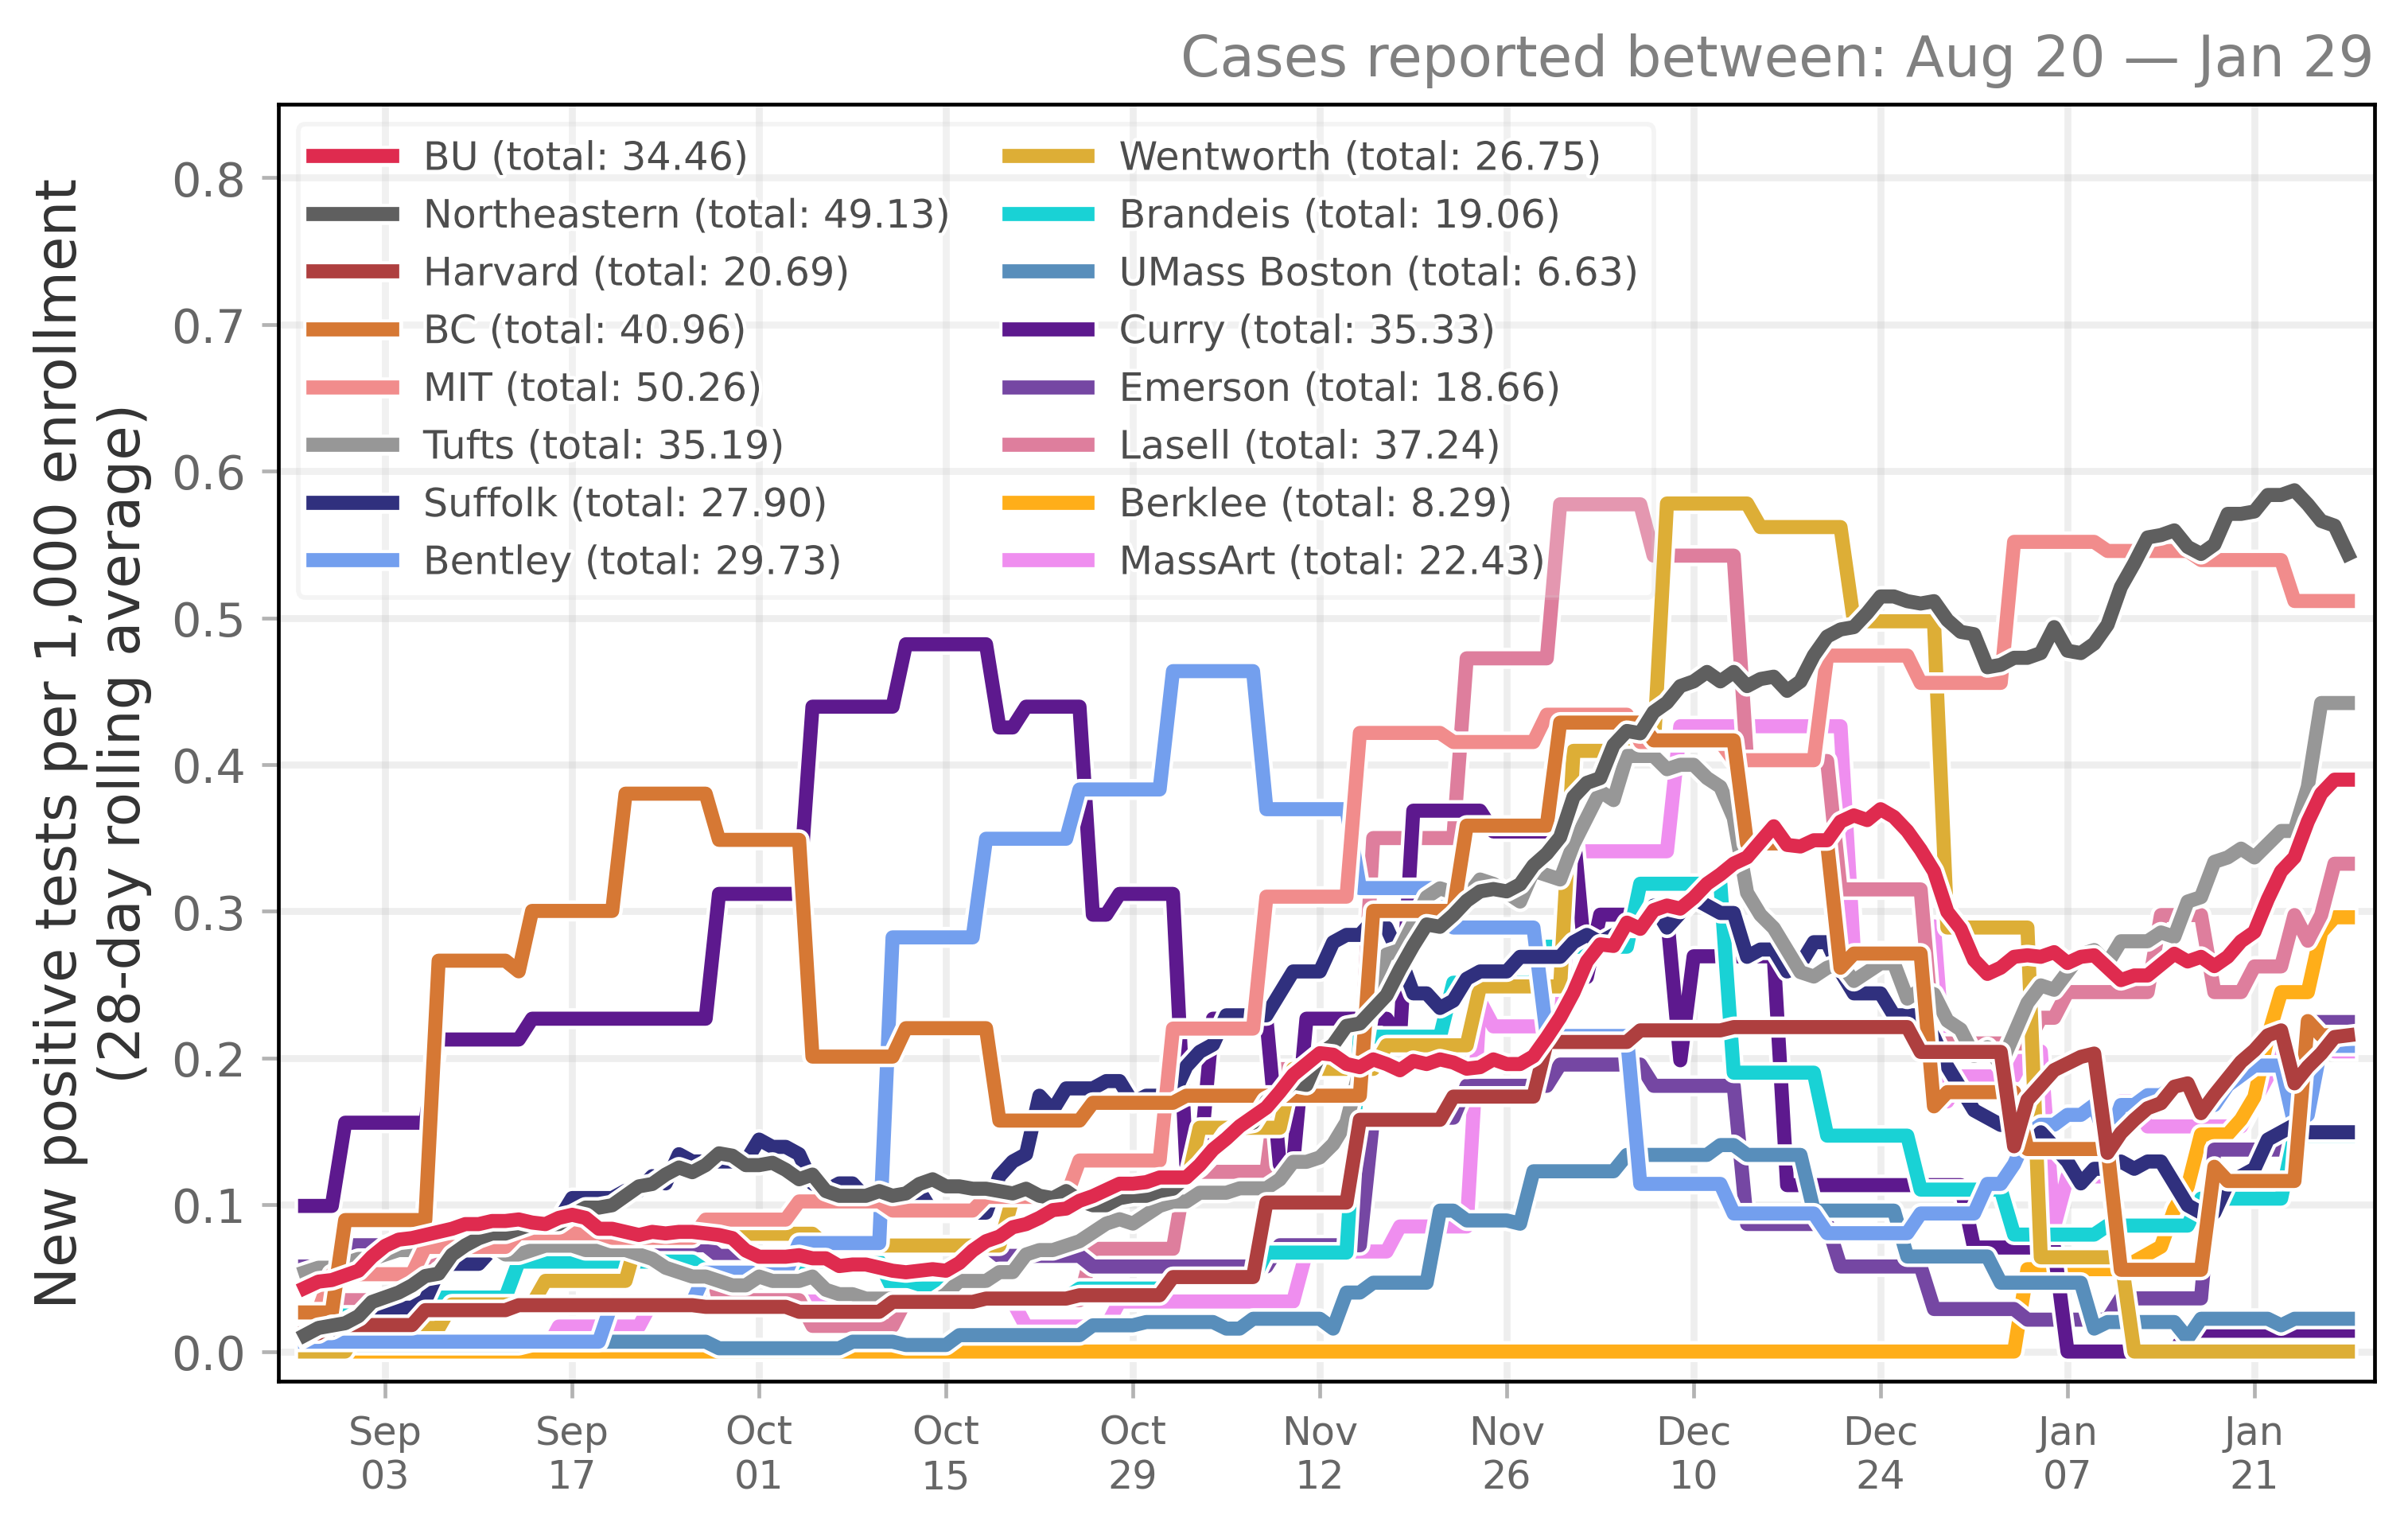 Cases reported between: Aug 20 — Jan 29
New positive tests per 1,000 enrollment
(28-day rolling average)
0.8
0.7
0.6
0.5
0.4
0.3
0.2
0.1
0.0
BU (total: 34.46)
Northeastern (total: 49.13)
Harvard (total: 20.69)
BC (total: 40.96)
MIT (total: 50.26)
Tufts (total: 35.19)
Suffolk (total: 27.90)
Bentley (total: 29.73)
Wentworth (total: 26.75)
Brandeis (total: 19.06)
UMass Boston (total: 6.63)
Curry (total: 35.33)
Emerson (total: 18.66)
Lasell (total: 37.24)
Berklee (total: 8.29)
MassArt (total: 22.43)
Sep
03
Sep
17
Oct
01
Oct
15
Oct
29
Nov
12
Nov
26
Dec
10
Dec
24
Jan
07
Jan
21